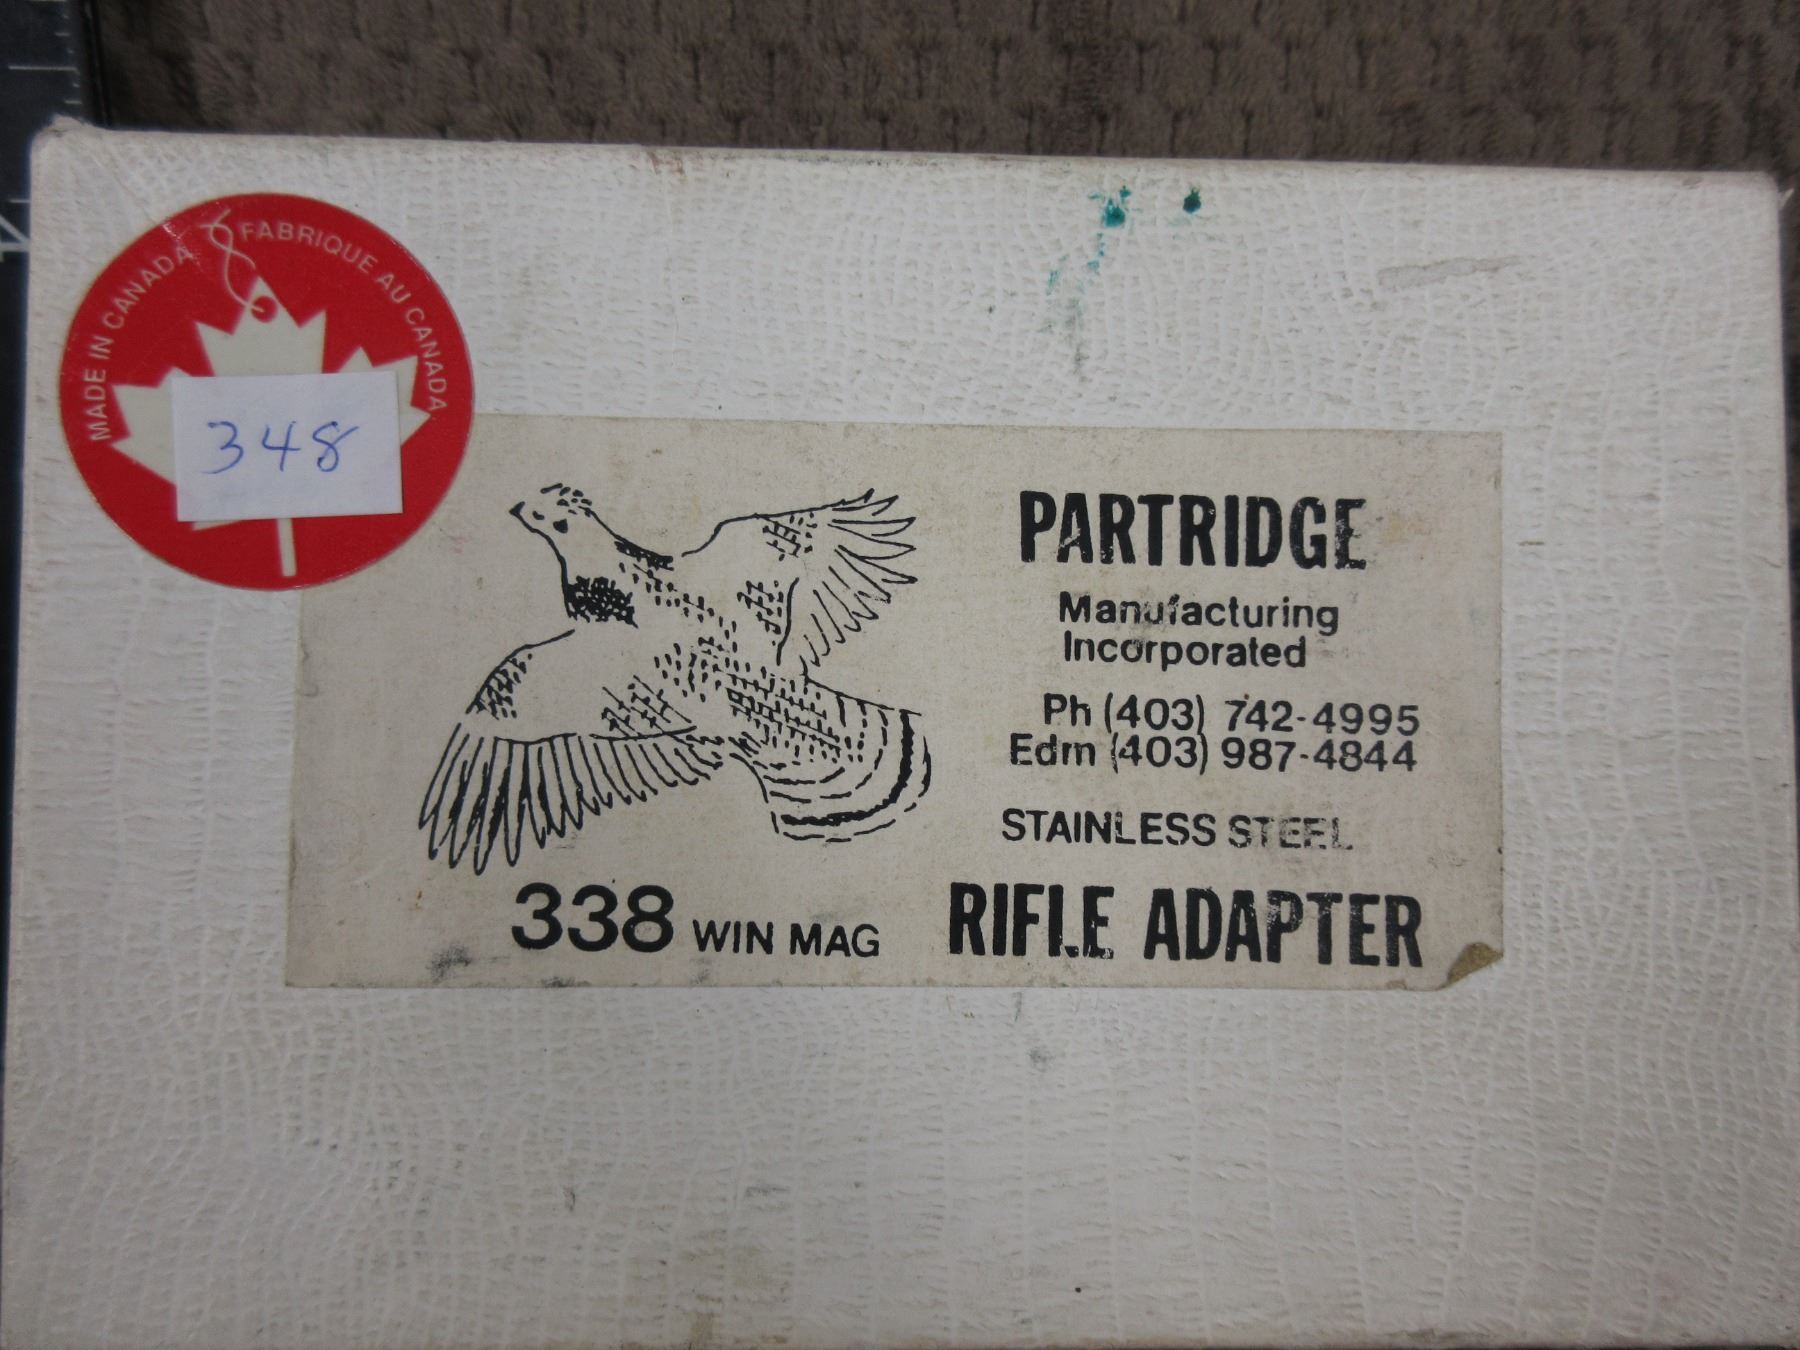 MADE IN CANADA
FABRIQUE AU CANADA
348
PARTRIDGE
Manufacturing
Incorporated
Ph (403) 742-4995
Edm (403) 987-4844
STAINLESS STEEL
338 WIN MAG
RIFLE ADAPTER